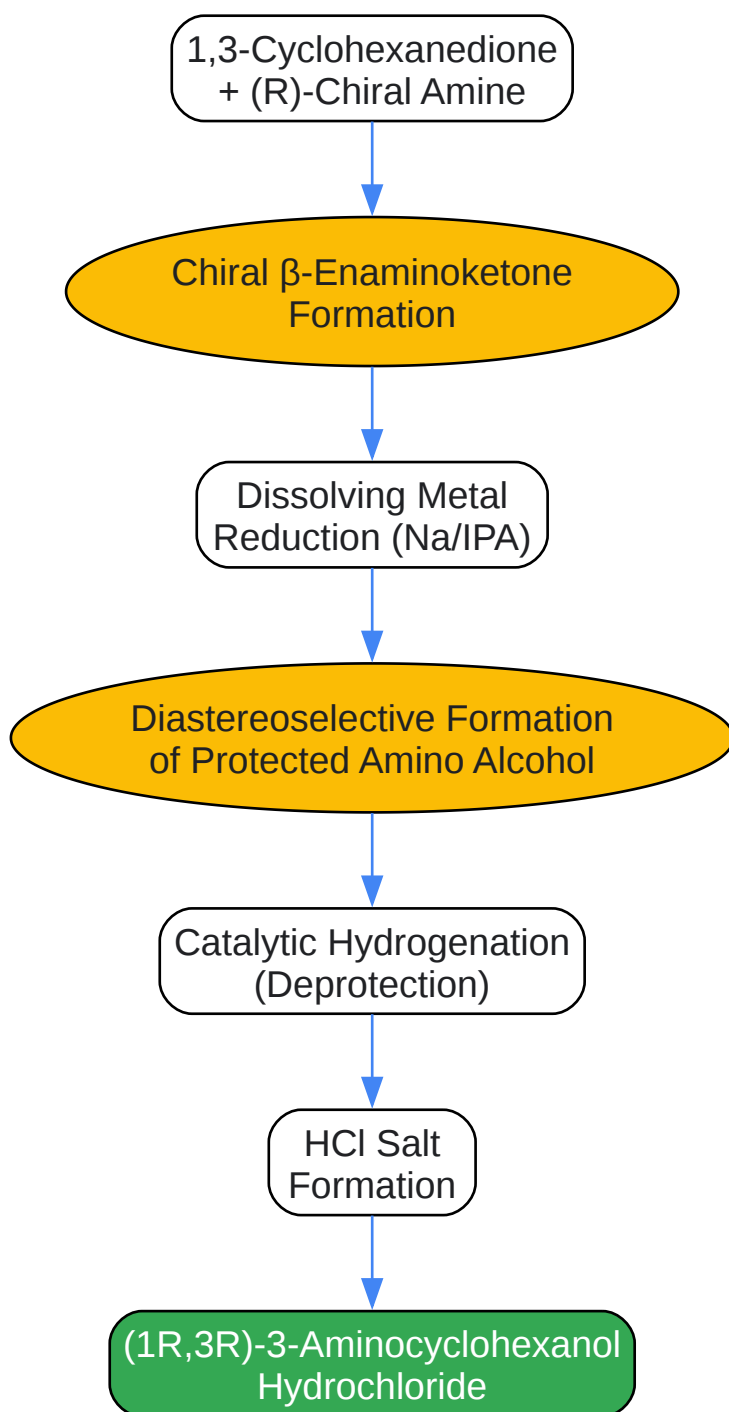 1,3-Cyclohexanedione
+ (R)-Chiral Amine
Chiral β-Enaminoketone
Formation
Dissolving Metal
Reduction (Na/IPA)
Diastereoselective Formation
of Protected Amino Alcohol
Catalytic Hydrogenation
(Deprotection)
HCl Salt
Formation
(1R,3R)-3-Aminocyclohexanol
Hydrochloride